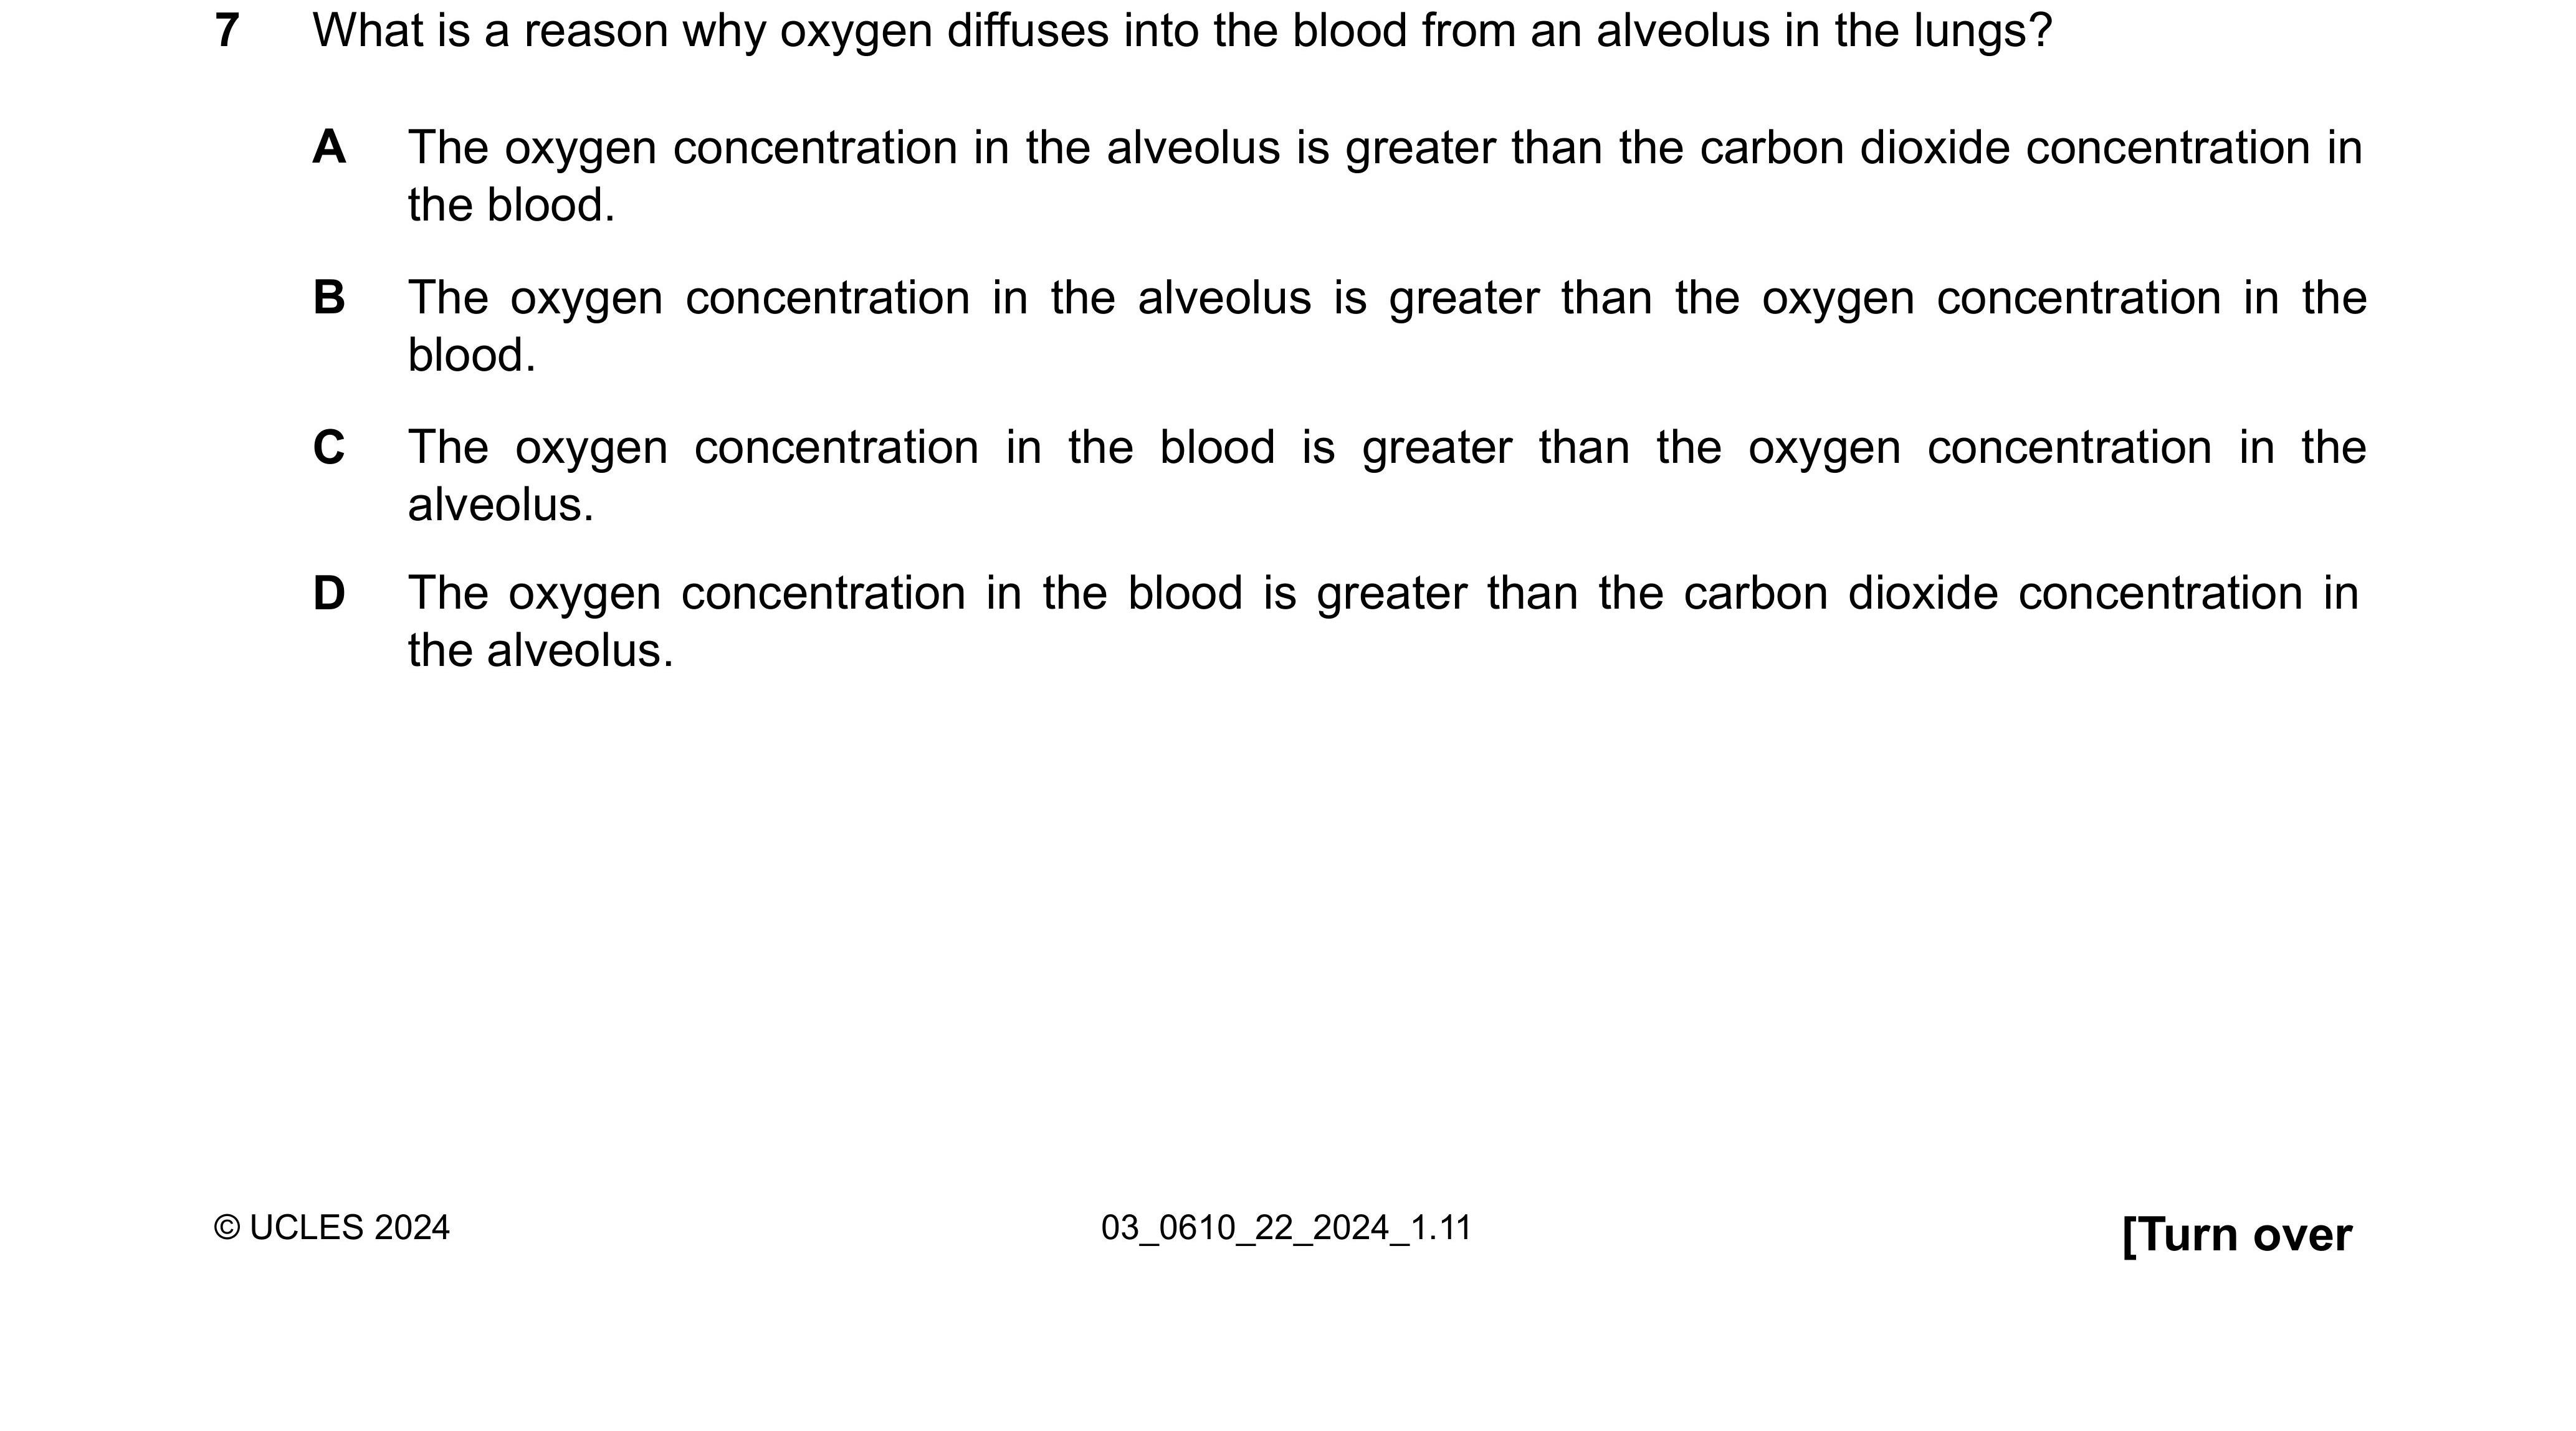 7 What is a reason why oxygen diffuses into the blood from an alveolus in the lungs?
A The oxygen concentration in the alveolus is greater than the carbon dioxide concentration in
the blood.
B The oxygen concentration in the alveolus is greater than the oxygen concentration in the
blood.
C The oxygen concentration in the blood is greater than the oxygen concentration in the
alveolus.
D The oxygen concentration in the blood is greater than the carbon dioxide concentration in
the alveolus.
© UCLES 2024 03_0610_22_2024_1.11 [Turn over